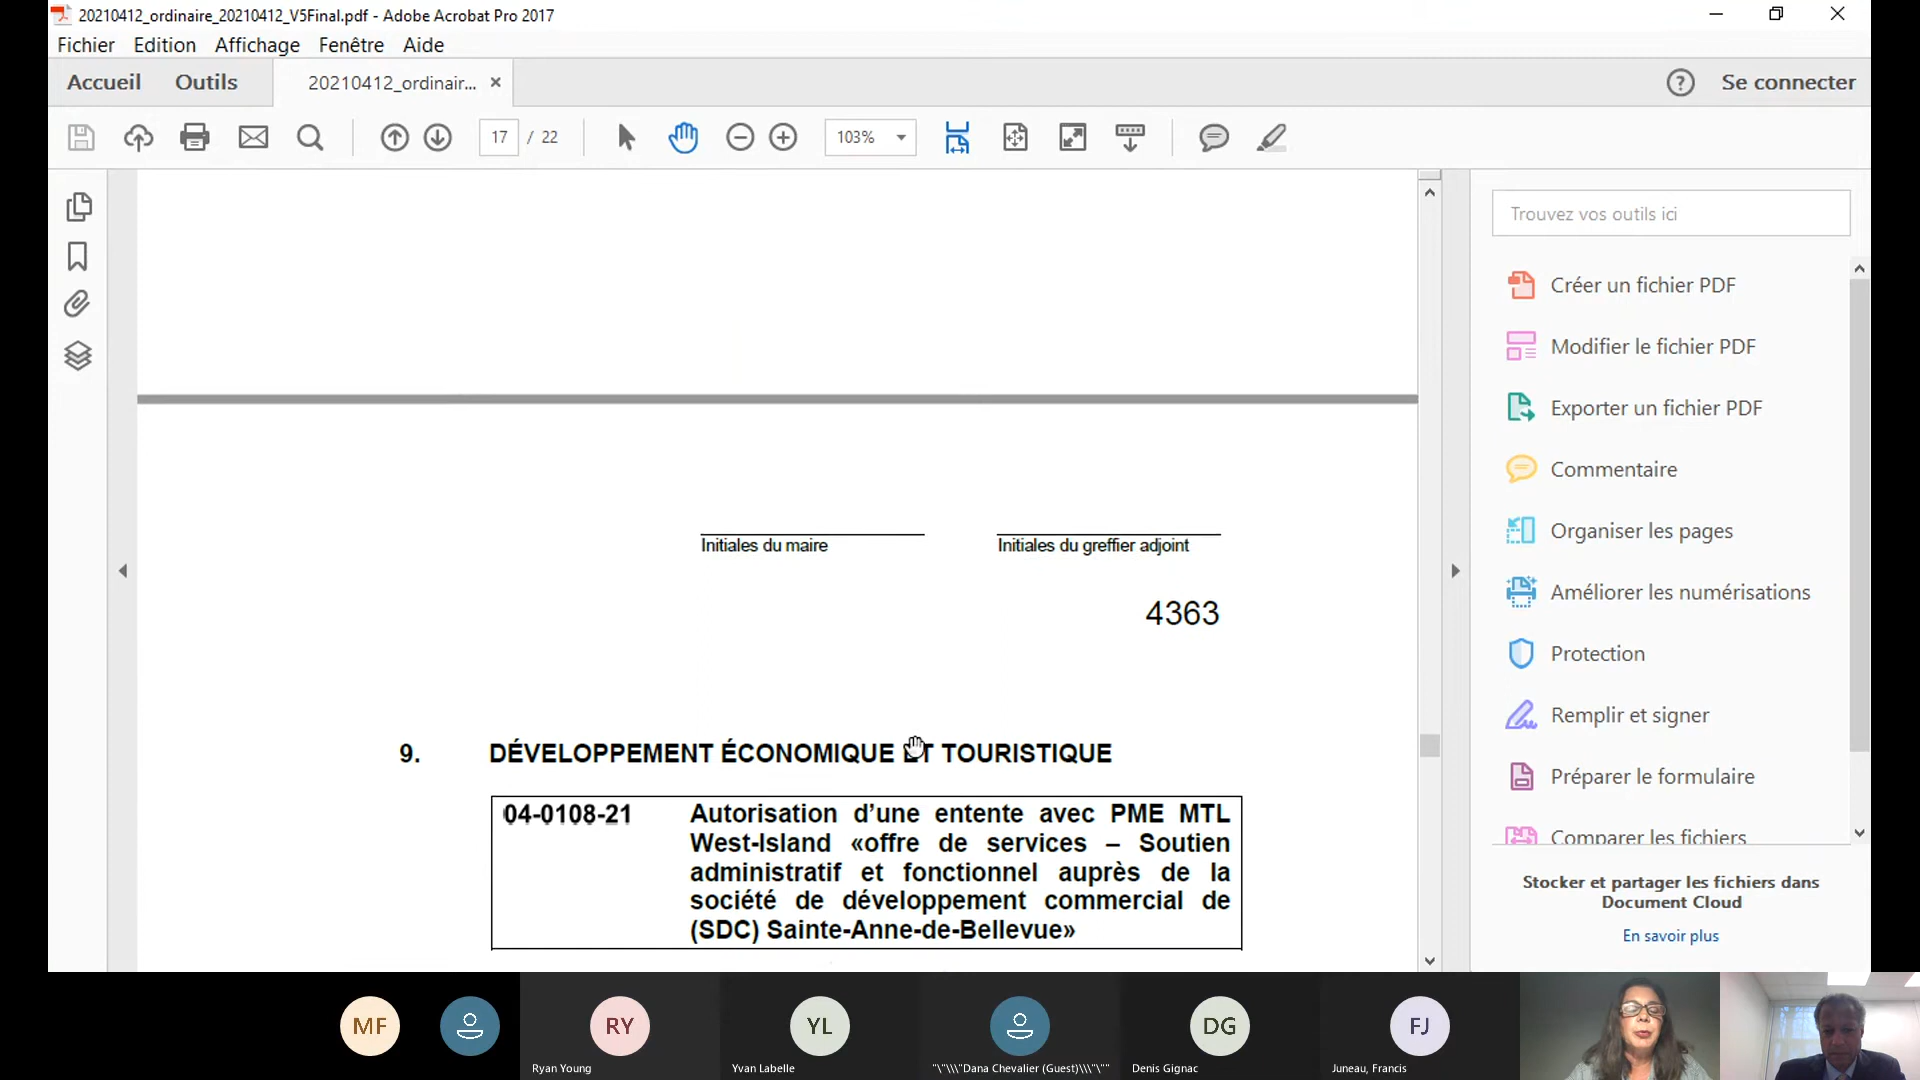 20210412_ordinaire_20210412_V5Final.pdf - Adobe Acrobat Pro 2017
Fichier Edition Affichage Fenêtre Aide
Accueil Outils 20210412_ordinair... Se connecter
17 / 22 103%
Trouvez vos outils ici
Créer un fichier PDF
Modifier le fichier PDF
Exporter un fichier PDF
Commentaire
Organiser les pages
Améliorer les numérisations
Protection
Remplir et signer
Préparer le formulaire
Comparer les fichiers
Stocker et partager les fichiers dans
Document Cloud
En savoir plus
Initiales du maire Initiales du greffier adjoint
4363
9. DÉVELOPPEMENT ÉCONOMIQUE ET TOURISTIQUE
04-0108-21 Autorisation d’une entente avec PME MTL
West-Island «offre de services – Soutien
administratif et fonctionnel auprès de la
société de développement commercial de
(SDC) Sainte-Anne-de-Bellevue»
MF RY YL DG FJ
Ryan Young Yvan Labelle "\"\\\"Dana Chevalier (Guest)\\\"\"" Denis Gignac Juneau, Francis